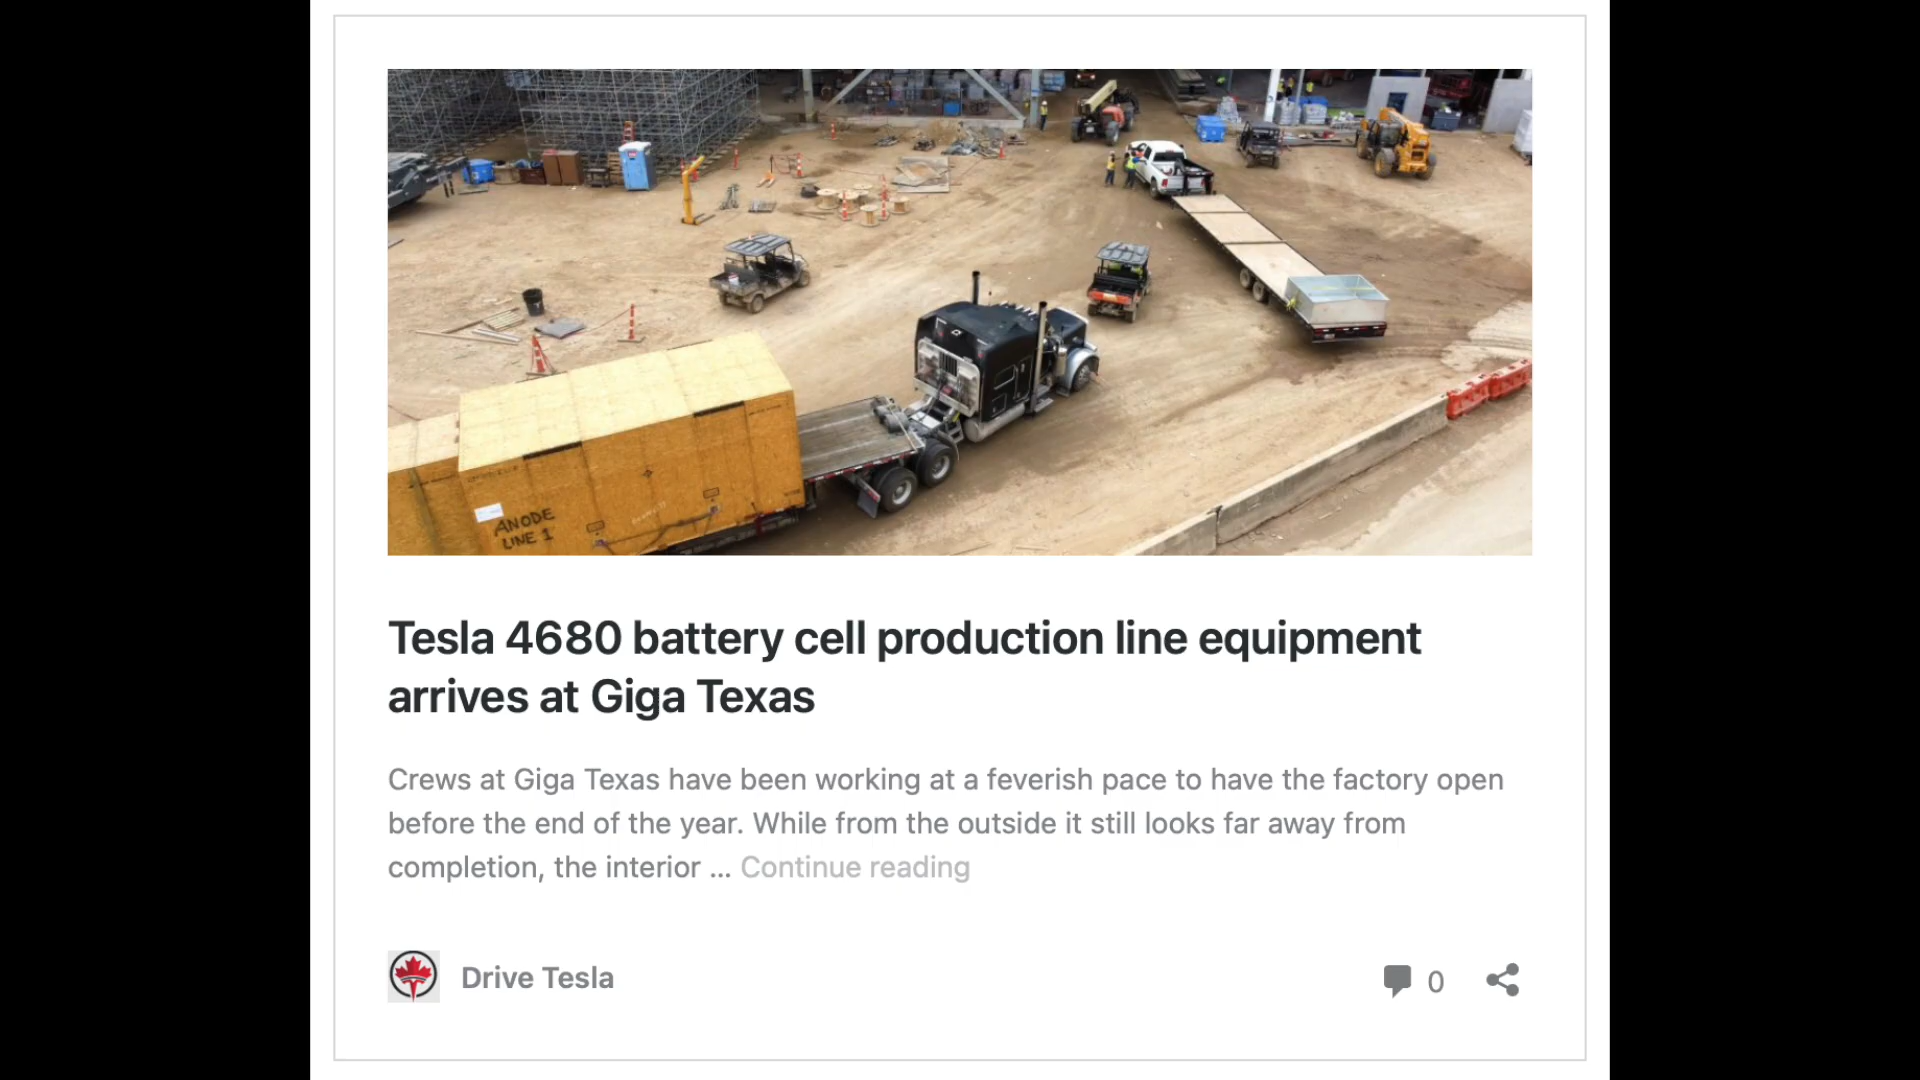 ANODE
LINE 1
Tesla 4680 battery cell production line equipment
arrives at Giga Texas
Crews at Giga Texas have been working at a feverish pace to have the factory open
before the end of the year. While from the outside it still looks far away from
completion, the interior ... Continue reading
Drive Tesla
0